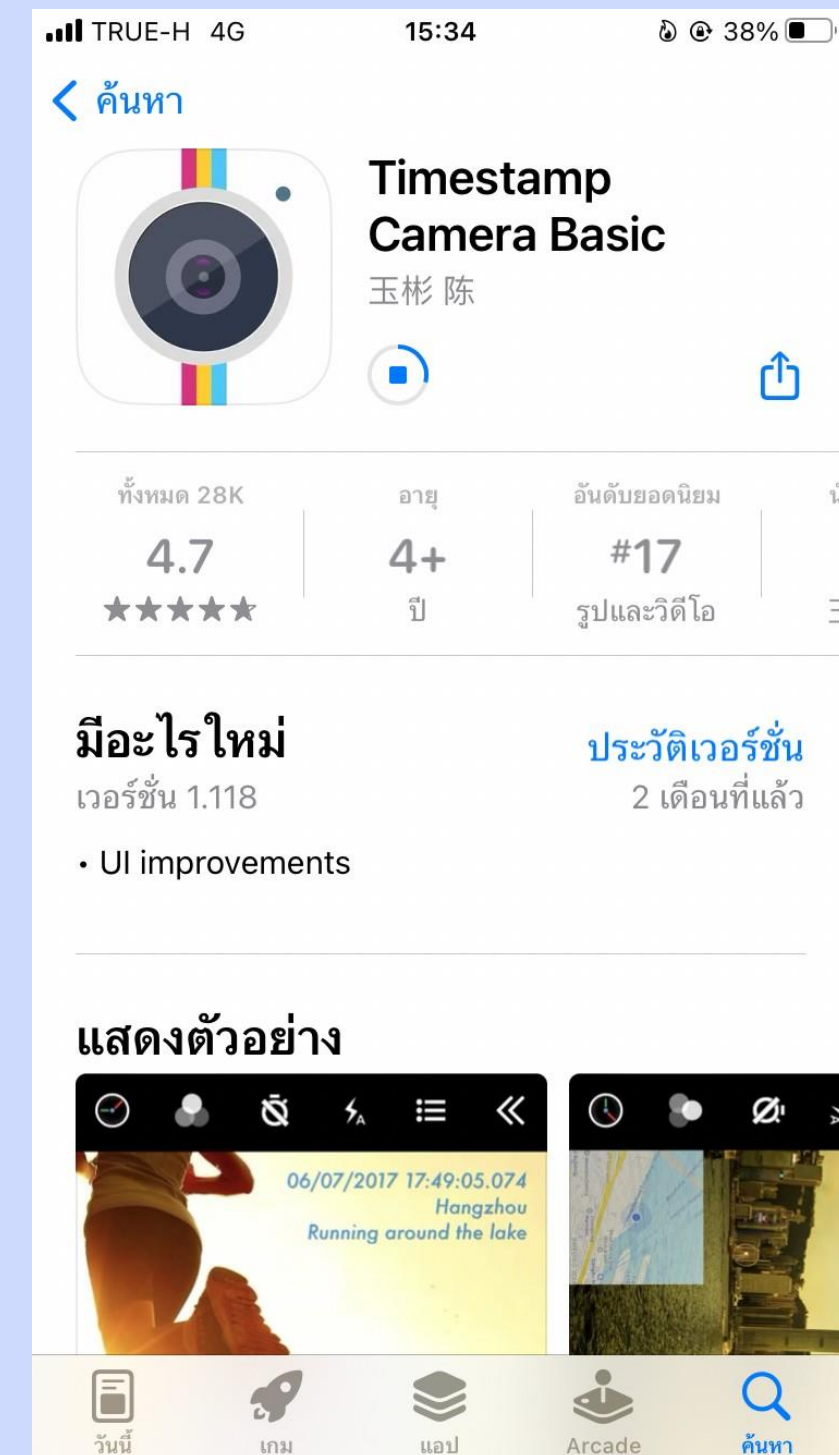 TRUE-H 4G 15:34 38%
ค้นหา
Timestamp
Camera Basic
玉彬 陈
ทั้งหมด 28K อายุ อันดับยอดนิยม
4.7 4+ #17
★★★★★ ปี รูปและวิดีโอ
มีอะไรใหม่ ประวัติเวอร์ชั่น
เวอร์ชั่น 1.118 2 เดือนที่แล้ว
• UI improvements
แสดงตัวอย่าง
06/07/2017 17:49:05.074
Hangzhou
Running around the lake
วันนี้ เกม แอป Arcade ค้นหา